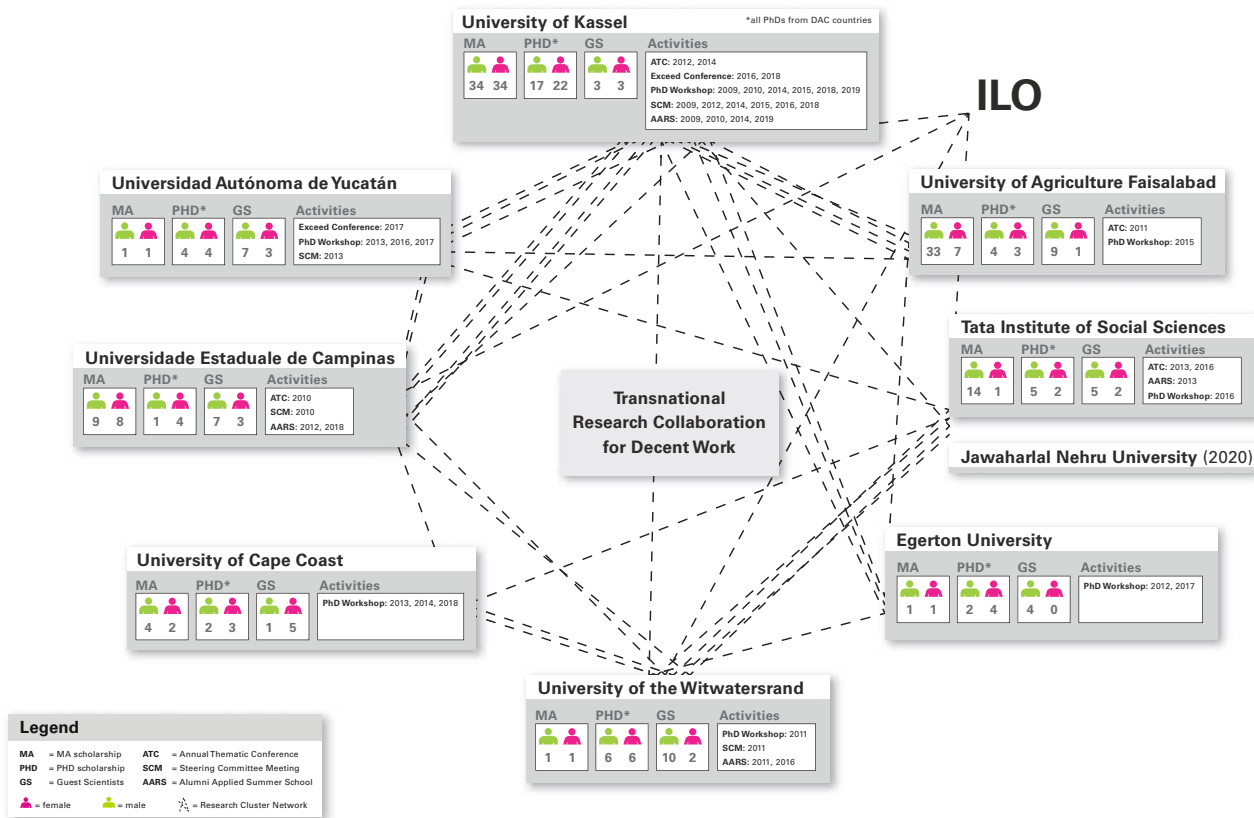 University of Kassel
*all PhDs from DAC countries
MA PHD* GS Activities
34 34 17 22 3 3
ATC: 2012, 2014
Exceed Conference: 2016, 2018
PhD Workshop: 2009, 2010, 2014, 2015, 2018, 2019
SCM: 2009, 2012, 2014, 2015, 2016, 2018
AARS: 2009, 2010, 2014, 2019
ILO
Universidad Autónoma de Yucatán
MA PHD* GS Activities
1 1 4 4 7 3
Exceed Conference: 2017
PhD Workshop: 2013, 2016, 2017
SCM: 2013
University of Agriculture Faisalabad
MA PHD* GS Activities
33 7 4 3 9 1
ATC: 2011
PhD Workshop: 2015
Universidade Estaduale de Campinas
MA PHD* GS Activities
9 8 1 4 7 3
ATC: 2010
SCM: 2010
AARS: 2012, 2018
Transnational
Research Collaboration
for Decent Work
Tata Institute of Social Sciences
MA PHD* GS Activities
14 1 5 2 5 2
ATC: 2013, 2016
AARS: 2013
PhD Workshop: 2016
Jawaharlal Nehru University (2020)
University of Cape Coast
MA PHD* GS Activities
4 2 2 3 1 5
PhD Workshop: 2013, 2014, 2018
Egerton University
MA PHD* GS Activities
1 1 2 4 4 0
PhD Workshop: 2012, 2017
University of the Witwatersrand
MA PHD* GS Activities
1 1 6 6 10 2
PhD Workshop: 2011
SCM: 2011
AARS: 2011, 2016
Legend
MA = MA scholarship ATC = Annual Thematic Conference
PHD = PHD scholarship SCM = Steering Committee Meeting
GS = Guest Scientists AARS = Alumni Applied Summer School
= female = male = Research Cluster Network